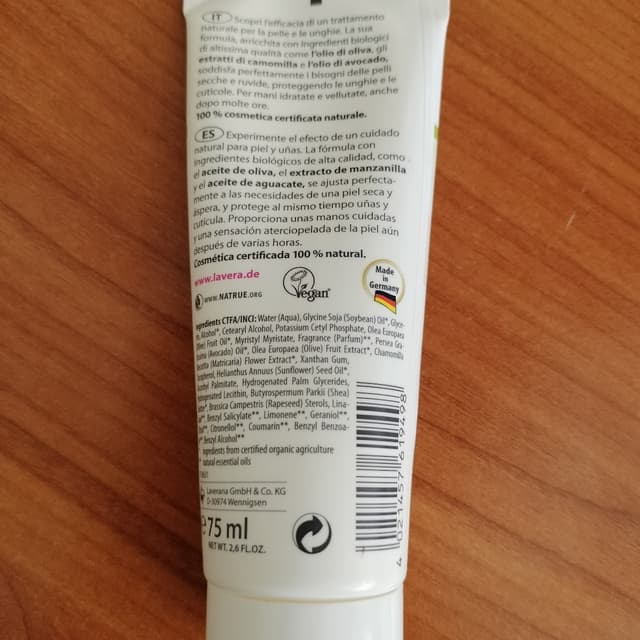 IT Scopri l'efficacia di un trattamento
naturale per la pelle e le unghie. La sua
formula, arricchita con ingredienti biologici
di altissima qualità come l'olio di oliva, gli
estratti di camomilla e l'olio di avocado,
soddisfa perfettamente i bisogni delle pelli
secche e ruvide, proteggendo le unghie e le
cuticole. Per mani idratate e vellutate, anche
dopo molte ore.
100 % cosmetica certificata naturale.
ES Experimente el efecto de un cuidado
natural para piel y uñas. La fórmula con
ingredientes biológicos de alta calidad, como
el aceite de oliva, el extracto de manzanilla
y el aceite de aguacate, se ajusta perfecta-
mente a las necesidades de una piel seca y
áspera, y protege al mismo tiempo uñas y
cutícula. Proporciona una manos cuidadas
y una sensación aterciopelada de la piel aún
después de varias horas.
Cosmética certificada 100 % natural.
www.lavera.de
www.NATRUE.ORG
Vegan
Made
in
Germany
Ingredients CTFA/INCI: Water (Aqua), Glycine Soja (Soybean) Oil*, Glyce-
Alcohol*, Cetearyl Alcohol, Potassium Cetyl Phosphate, Olea Europaea
Fruit Oil*, Myristyl Myristate, Fragrance (Parfum)**, Persea Gra-
(Avocado) Oil*, Olea Europaea (Olive) Fruit Extract*, Chamomilla
(Matricaria) Flower Extract*, Xanthan Gum,
Helianthus Annuus (Sunflower) Seed Oil*,
Palmitate, Hydrogenated Palm Glycerides,
Lecithin, Butyrospermum Parkii (Shea)
Brassica Campestris (Rapeseed) Sterols, Lina-
Benzyl Salicylate**, Limonene**, Geraniol**,
Citronellol**, Coumarin**, Benzyl Benzoa-
Benzyl Alcohol**
ingredients from certified organic agriculture
natural essential oils
Laverana GmbH & Co. KG
D-30974 Wennigsen
e 75 ml
NET WT. 2,6 FL.OZ.
4 021457 619498